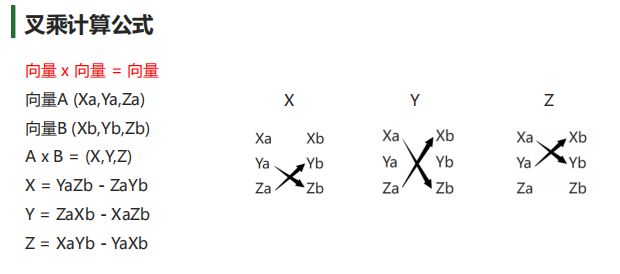 叉乘计算公式
向量 x 向量 = 向量
向量A (Xa,Ya,Za)
向量B (Xb,Yb,Zb)
A x B = (X,Y,Z)
X = YaZb - ZaYb
Y = ZaXb - XaZb
Z = XaYb - YaXb
X Y Z
Xa Xb Xa Xb Xa Xb
Ya Yb Ya Yb Ya Yb
Za Zb Za Zb Za Zb